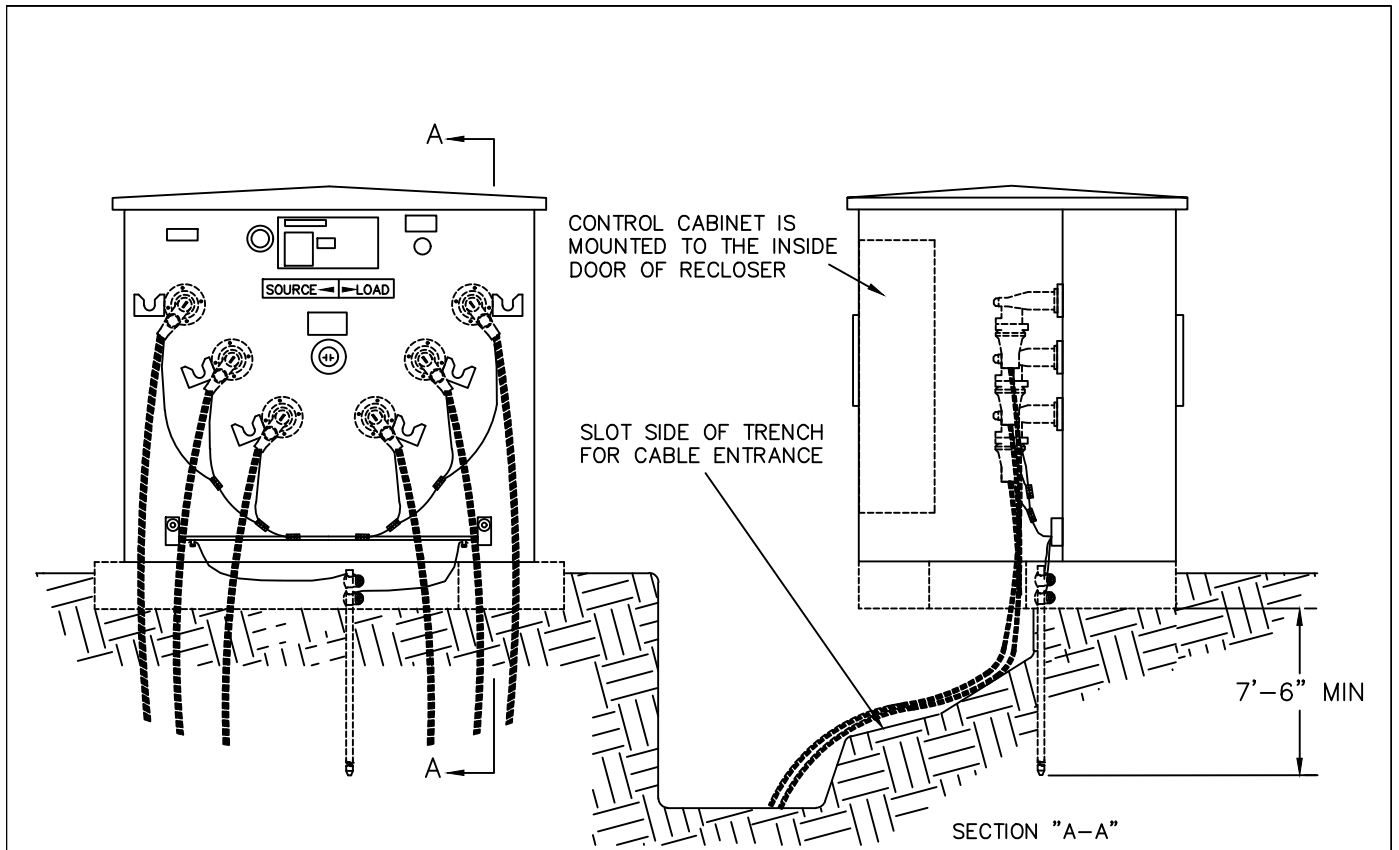 A
CONTROL CABINET IS
MOUNTED TO THE INSIDE
DOOR OF RECLOSER
SOURCE LOAD
SLOT SIDE OF TRENCH
FOR CABLE ENTRANCE
7'-6" MIN
A
SECTION "A-A"